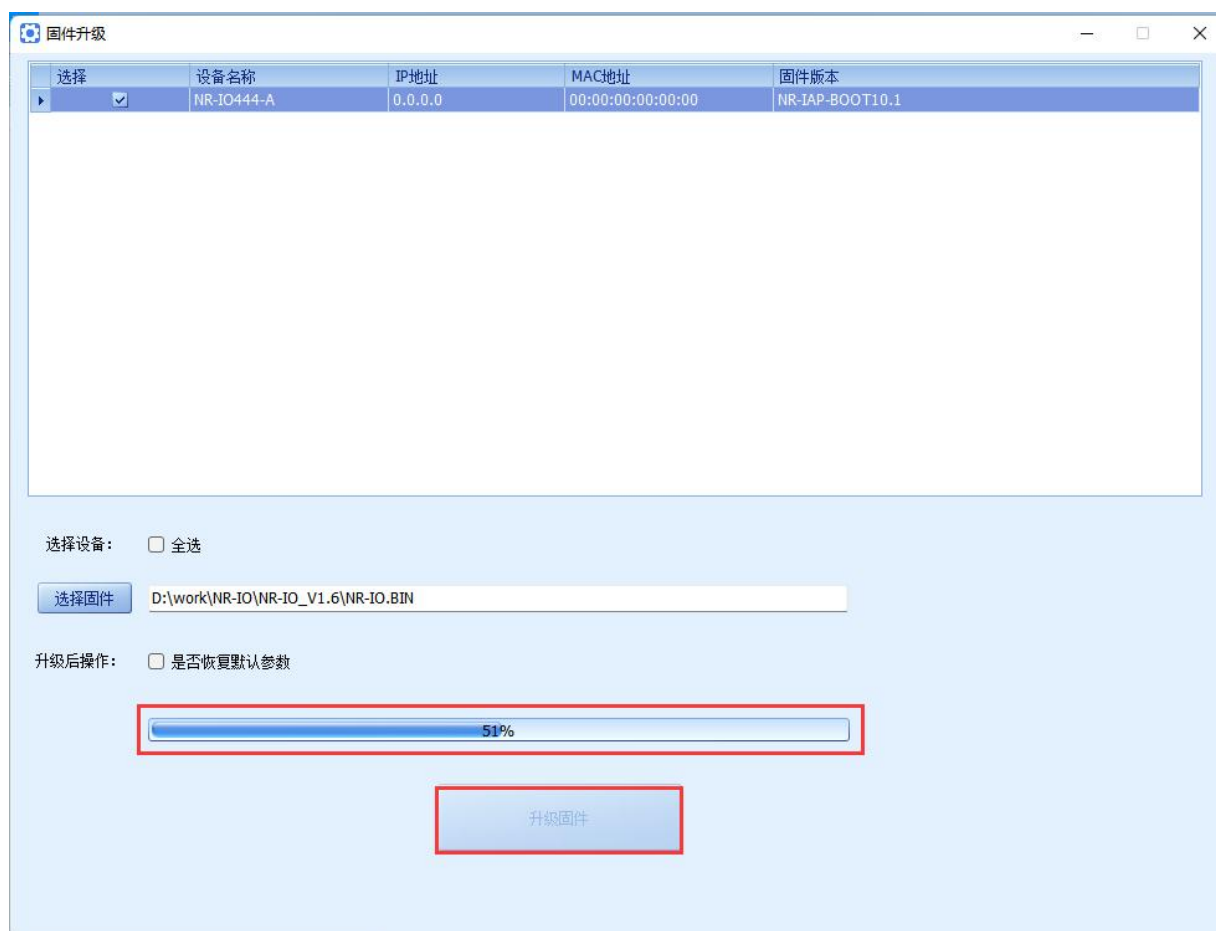 固件升级
选择 设备名称 IP地址 MAC地址 固件版本
NR-IO444-A 0.0.0.0 00:00:00:00:00:00 NR-IAP-BOOT10.1
选择设备： 全选
选择固件 D:\work\NR-IO\NR-IO_V1.6\NR-IO.BIN
升级后操作： 是否恢复默认参数
51%
升级固件